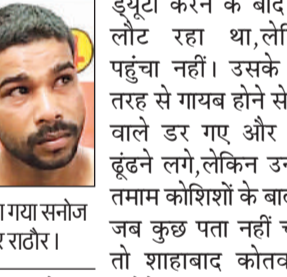 ड्यूटी करने के बाद
लौट रहा था,लेि
पहुंचा नहीं। उसके
तरह से गायब होने से
वाले डर गए और
ढूंढने लगे,लेकिन उन
तमाम कोशिशों के बाद
जब कुछ पता नहीं च
तो शाहाबाद कोतव
गया सनोज
राठौर।